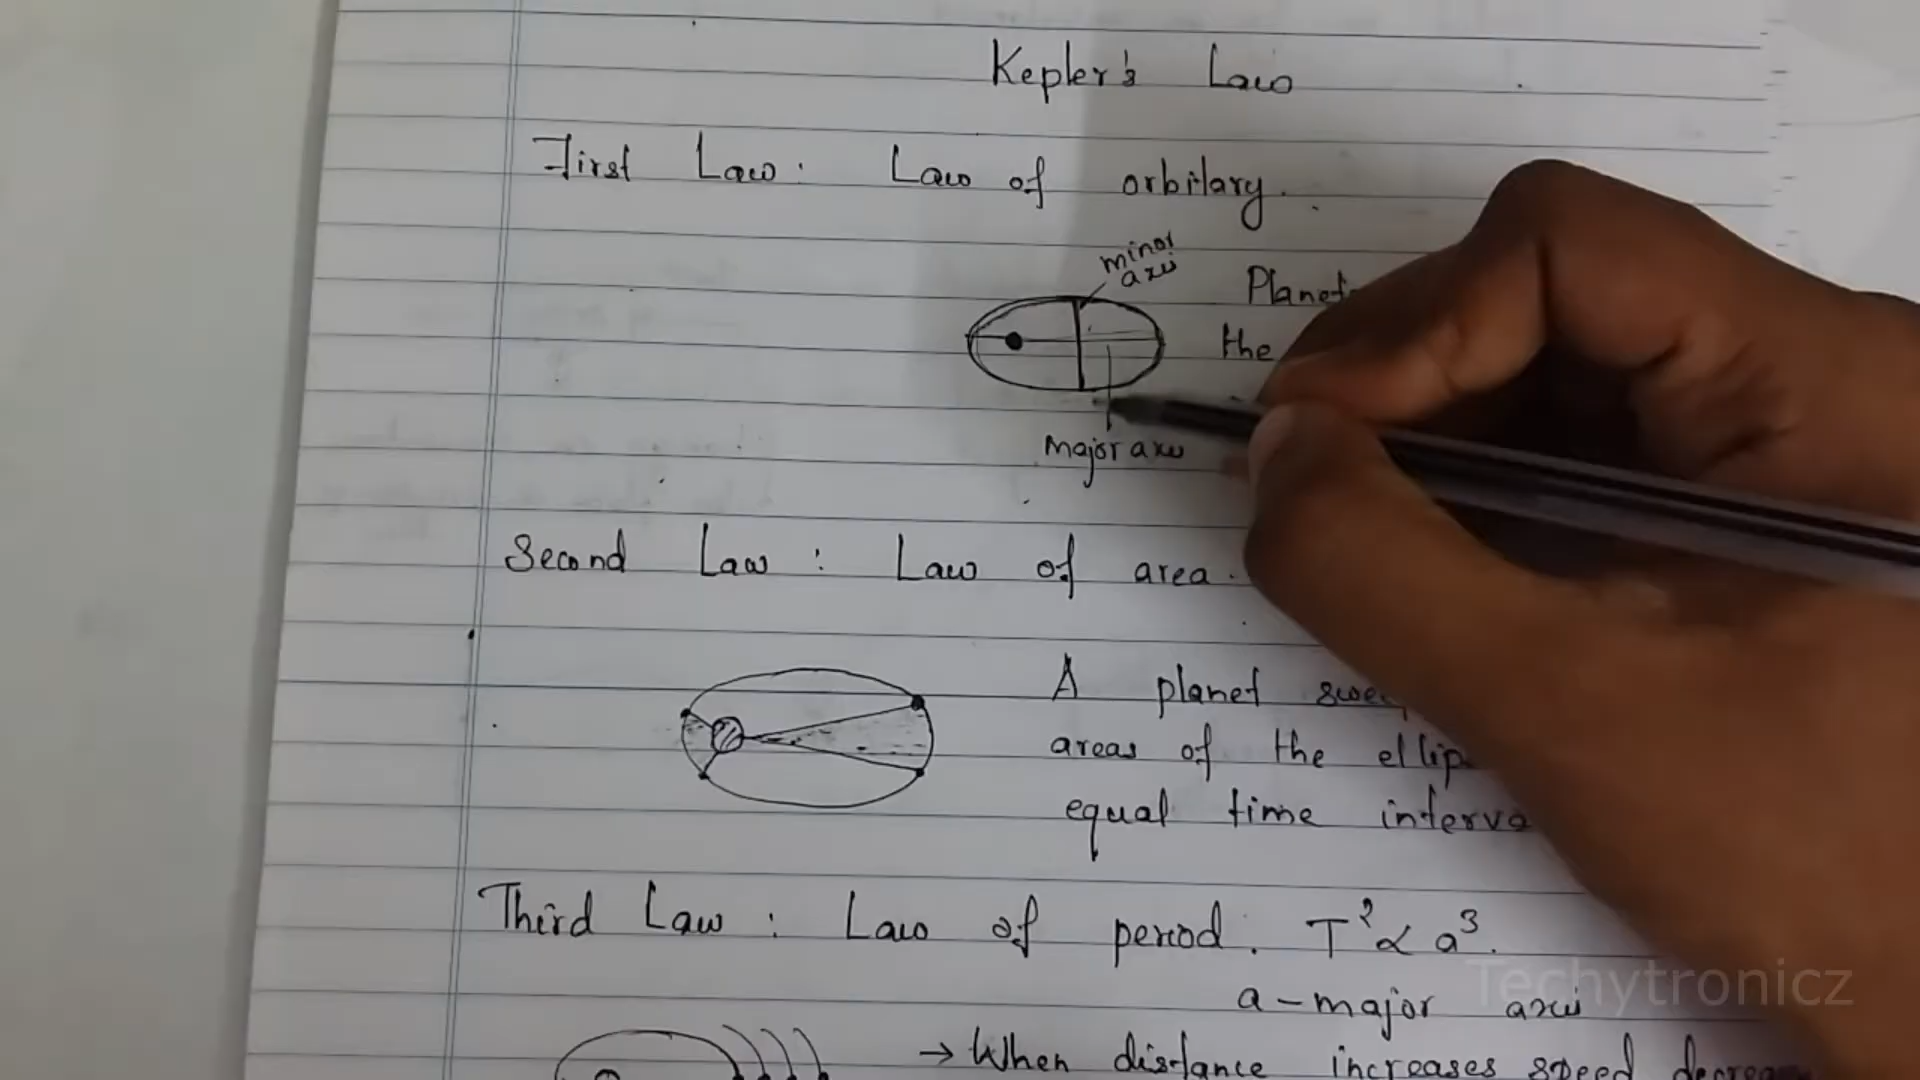 Kepler's Law
First Law: Law of orbitary.
minor
axis
Planet
the
Major axis
Second Law : Law of area.
A planet
areas of the
equal time
Third Law : Law of period. T² ∝ a³.
a - major axis
→ When distance increases speed
Techytronicz